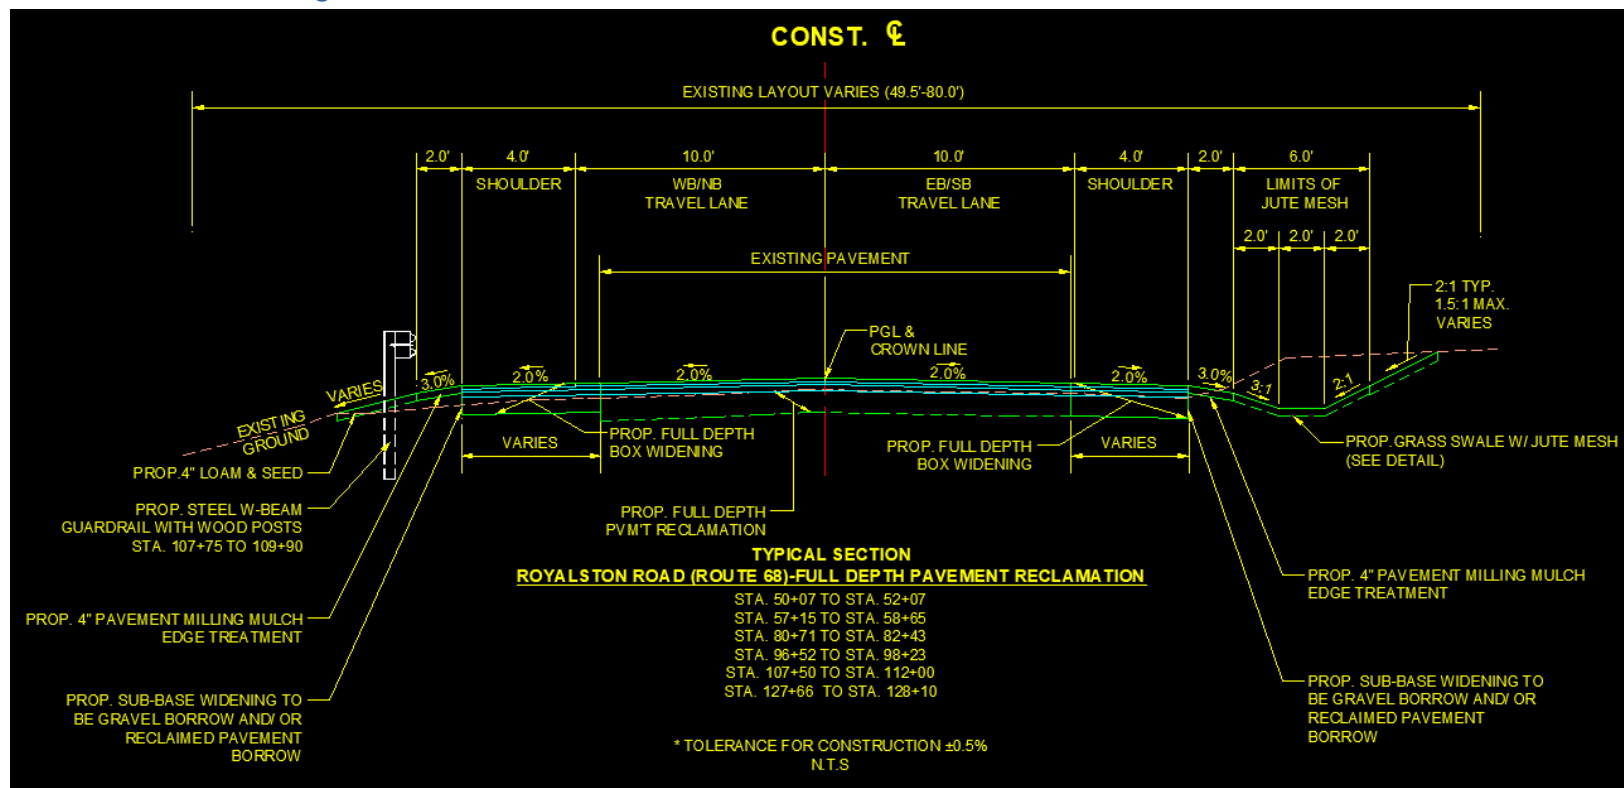 CONST. ℄
EXISTING LAYOUT VARIES (49.5'-80.0')
2.0' 4.0' 10.0' 10.0' 4.0' 2.0' 6.0'
SHOULDER
WB/NB
TRAVEL LANE
EB/SB
TRAVEL LANE
SHOULDER
LIMITS OF
JUTE MESH
2.0' 2.0' 2.0'
EXISTING PAVEMENT
2:1 TYP.
1.5:1 MAX.
VARIES
PGL &
CROWN LINE
VARIES 3.0% 2.0% 2.0% 2.0% 2.0% 3.0% 3:1 2:1
EXISTING
GROUND
VARIES
PROP. FULL DEPTH
BOX WIDENING
PROP. FULL DEPTH
BOX WIDENING
VARIES
PROP.GRASS SWALE W/ JUTE MESH
(SEE DETAIL)
PROP.4" LOAM & SEED
PROP. STEEL W-BEAM
GUARDRAIL WITH WOOD POSTS
STA. 107+75 TO 109+90
PROP. FULL DEPTH
PVM'T RECLAMATION
TYPICAL SECTION
ROYALSTON ROAD (ROUTE 68)-FULL DEPTH PAVEMENT RECLAMATION
STA. 50+07 TO STA. 52+07
STA. 57+15 TO STA. 58+65
STA. 80+71 TO STA. 82+43
STA. 96+52 TO STA. 98+23
STA. 107+50 TO STA. 112+00
STA. 127+66 TO STA. 128+10
PROP. 4" PAVEMENT MILLING MULCH
EDGE TREATMENT
PROP. 4" PAVEMENT MILLING MULCH
EDGE TREATMENT
PROP. SUB-BASE WIDENING TO
BE GRAVEL BORROW AND/ OR
RECLAIMED PAVEMENT
BORROW
PROP. SUB-BASE WIDENING TO
BE GRAVEL BORROW AND/ OR
RECLAIMED PAVEMENT
BORROW
* TOLERANCE FOR CONSTRUCTION ±0.5%
N.T.S